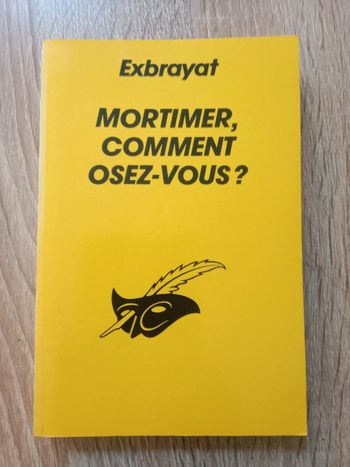 Exbrayat
MORTIMER,
COMMENT
OSEZ-VOUS ?